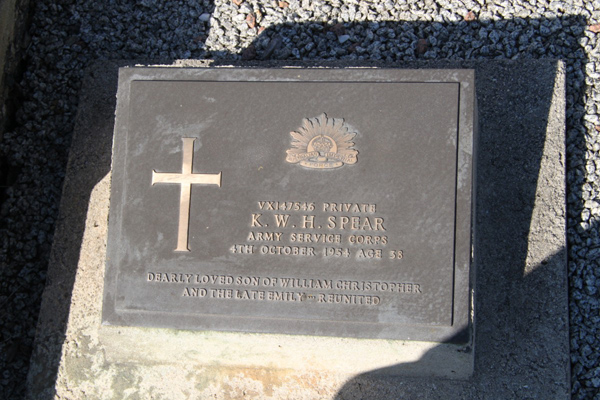 VX147546 PRIVATE
K. W. H. SPEAR
ARMY SERVICE CORPS
4TH OCTOBER 1954 AGE 38
DEARLY LOVED SON OF WILLIAM CHRISTOPHER
AND THE LATE EMILY — REUNITED